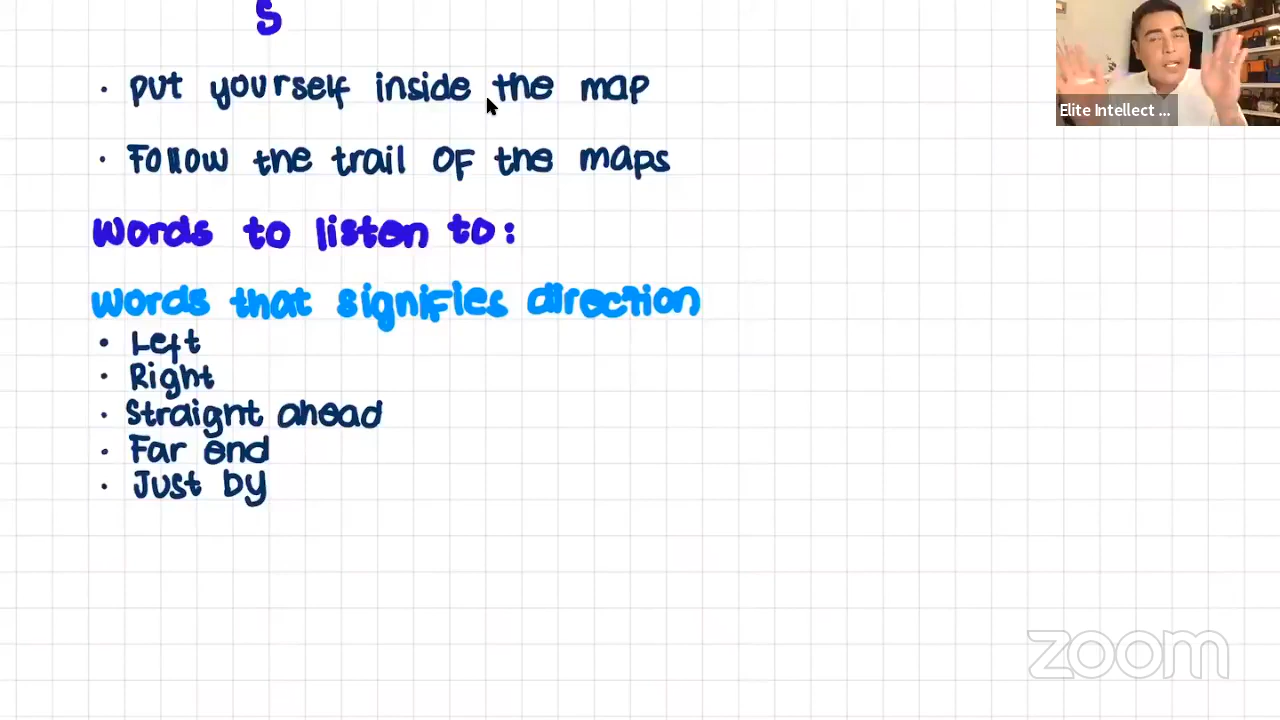 S
• put yourself inside the map
Elite Intellect ...
• Follow the trail of the maps
Words to listen to:
Words that signifies direction
• Left
• Right
• Straight ahead
• Far end
• Just by
zoom